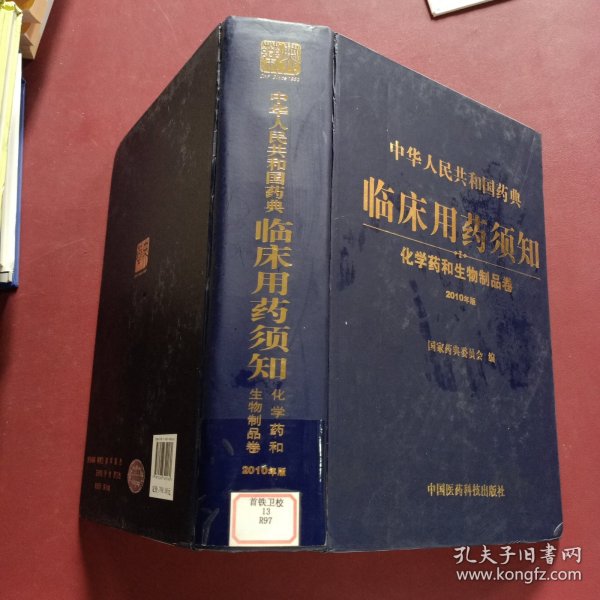 中华人民共和国药典
临床用药须知
化学药和
生物制品卷
2010年版
首铁卫校
13
R97
中华人民共和国药典
临床用药须知
化学药和生物制品卷
2010年版
国家药典委员会 编
中国医药科技出版社
孔夫子旧书网
www.kongfz.com